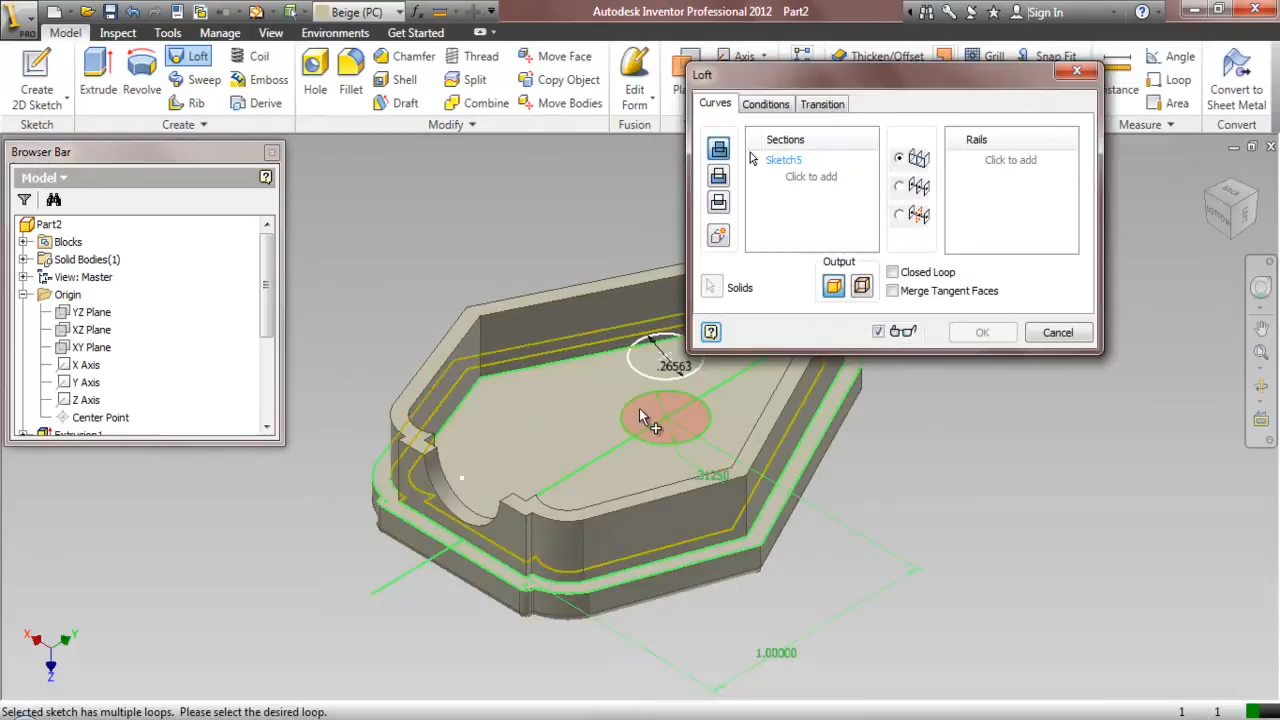 Beige (PC)
Autodesk Inventor Professional 2012 Part2
Sign In
PRO
Model Inspect Tools Manage View Environments Get Started
Create
2D Sketch
Sketch
Extrude
Revolve
Loft
Sweep
Rib
Coil
Emboss
Derive
Create
Hole
Fillet
Chamfer
Shell
Draft
Thread
Split
Combine
Move Face
Copy Object
Move Bodies
Modify
Edit
Form
Fusion
Axis
Thicken/Offset
Grill
Snap Fit
Angle
Loop
Area
Measure
Convert to
Sheet Metal
Convert
Browser Bar
Model
Part2
Blocks
Solid Bodies(1)
View: Master
Origin
YZ Plane
XZ Plane
XY Plane
X Axis
Y Axis
Z Axis
Center Point
Extrusion1
Loft
Curves Conditions Transition
Sections
Sketch5
Click to add
Rails
Click to add
Solids
Output
Closed Loop
Merge Tangent Faces
OK
Cancel
BOTTOM
.26563
.31250
1.00000
X Y
Z
Selected sketch has multiple loops. Please select the desired loop.
1 1